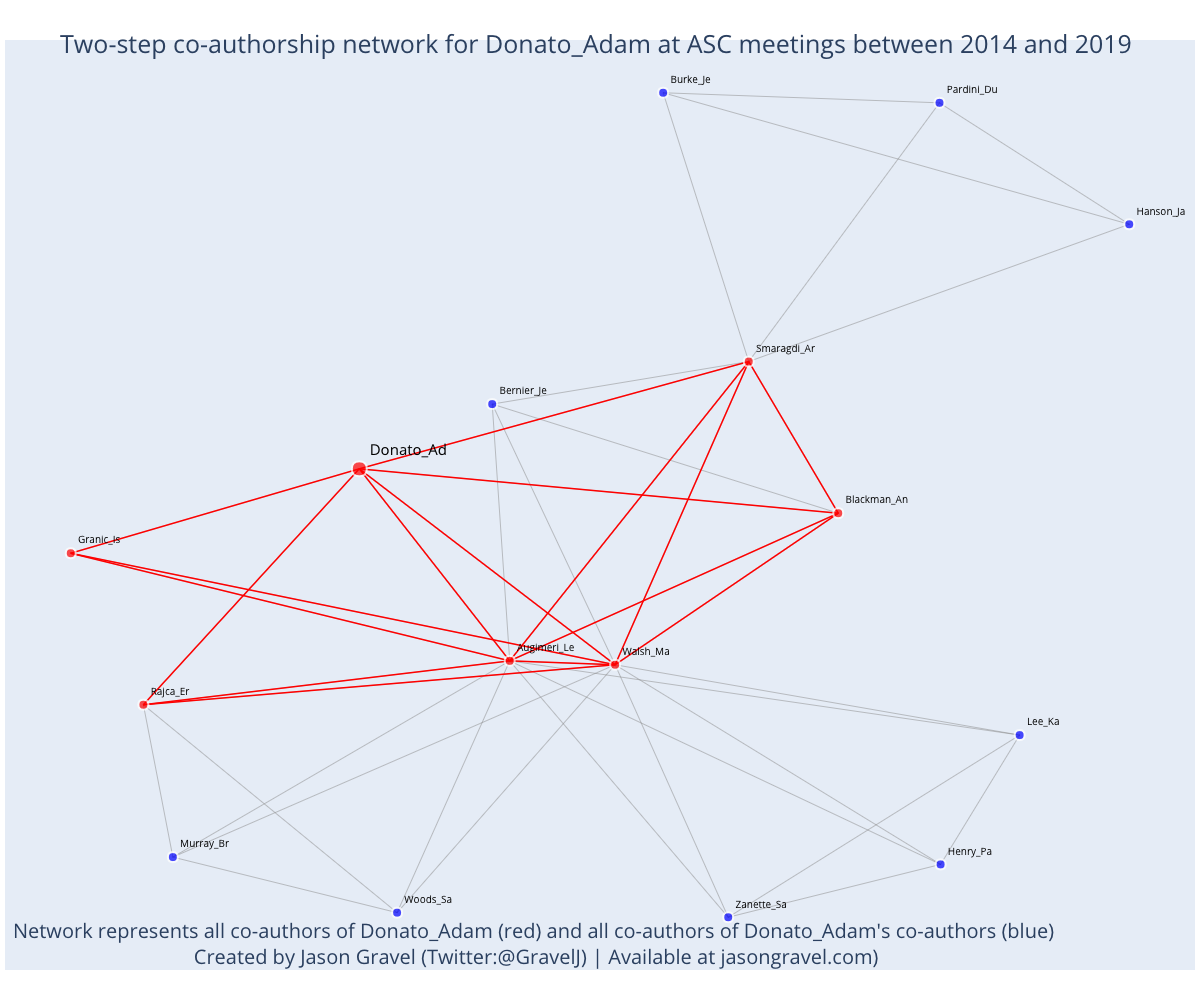 Two-step co-authorship network for Donato_Adam at ASC meetings between 2014 and 2019
Burke_Je
Pardini_Du
Hanson_Ja
Smaragdi_Ar
Bernier_Je
Donato_Ad
Blackman_An
Granic_Is
Augimeri_Le
Walsh_Ma
Rajca_Er
Lee_Ka
Murray_Br
Henry_Pa
Woods_Sa
Zanette_Sa
Network represents all co-authors of Donato_Adam (red) and all co-authors of Donato_Adam's co-authors (blue)
Created by Jason Gravel (Twitter:@GravelJ) | Available at jasongravel.com)